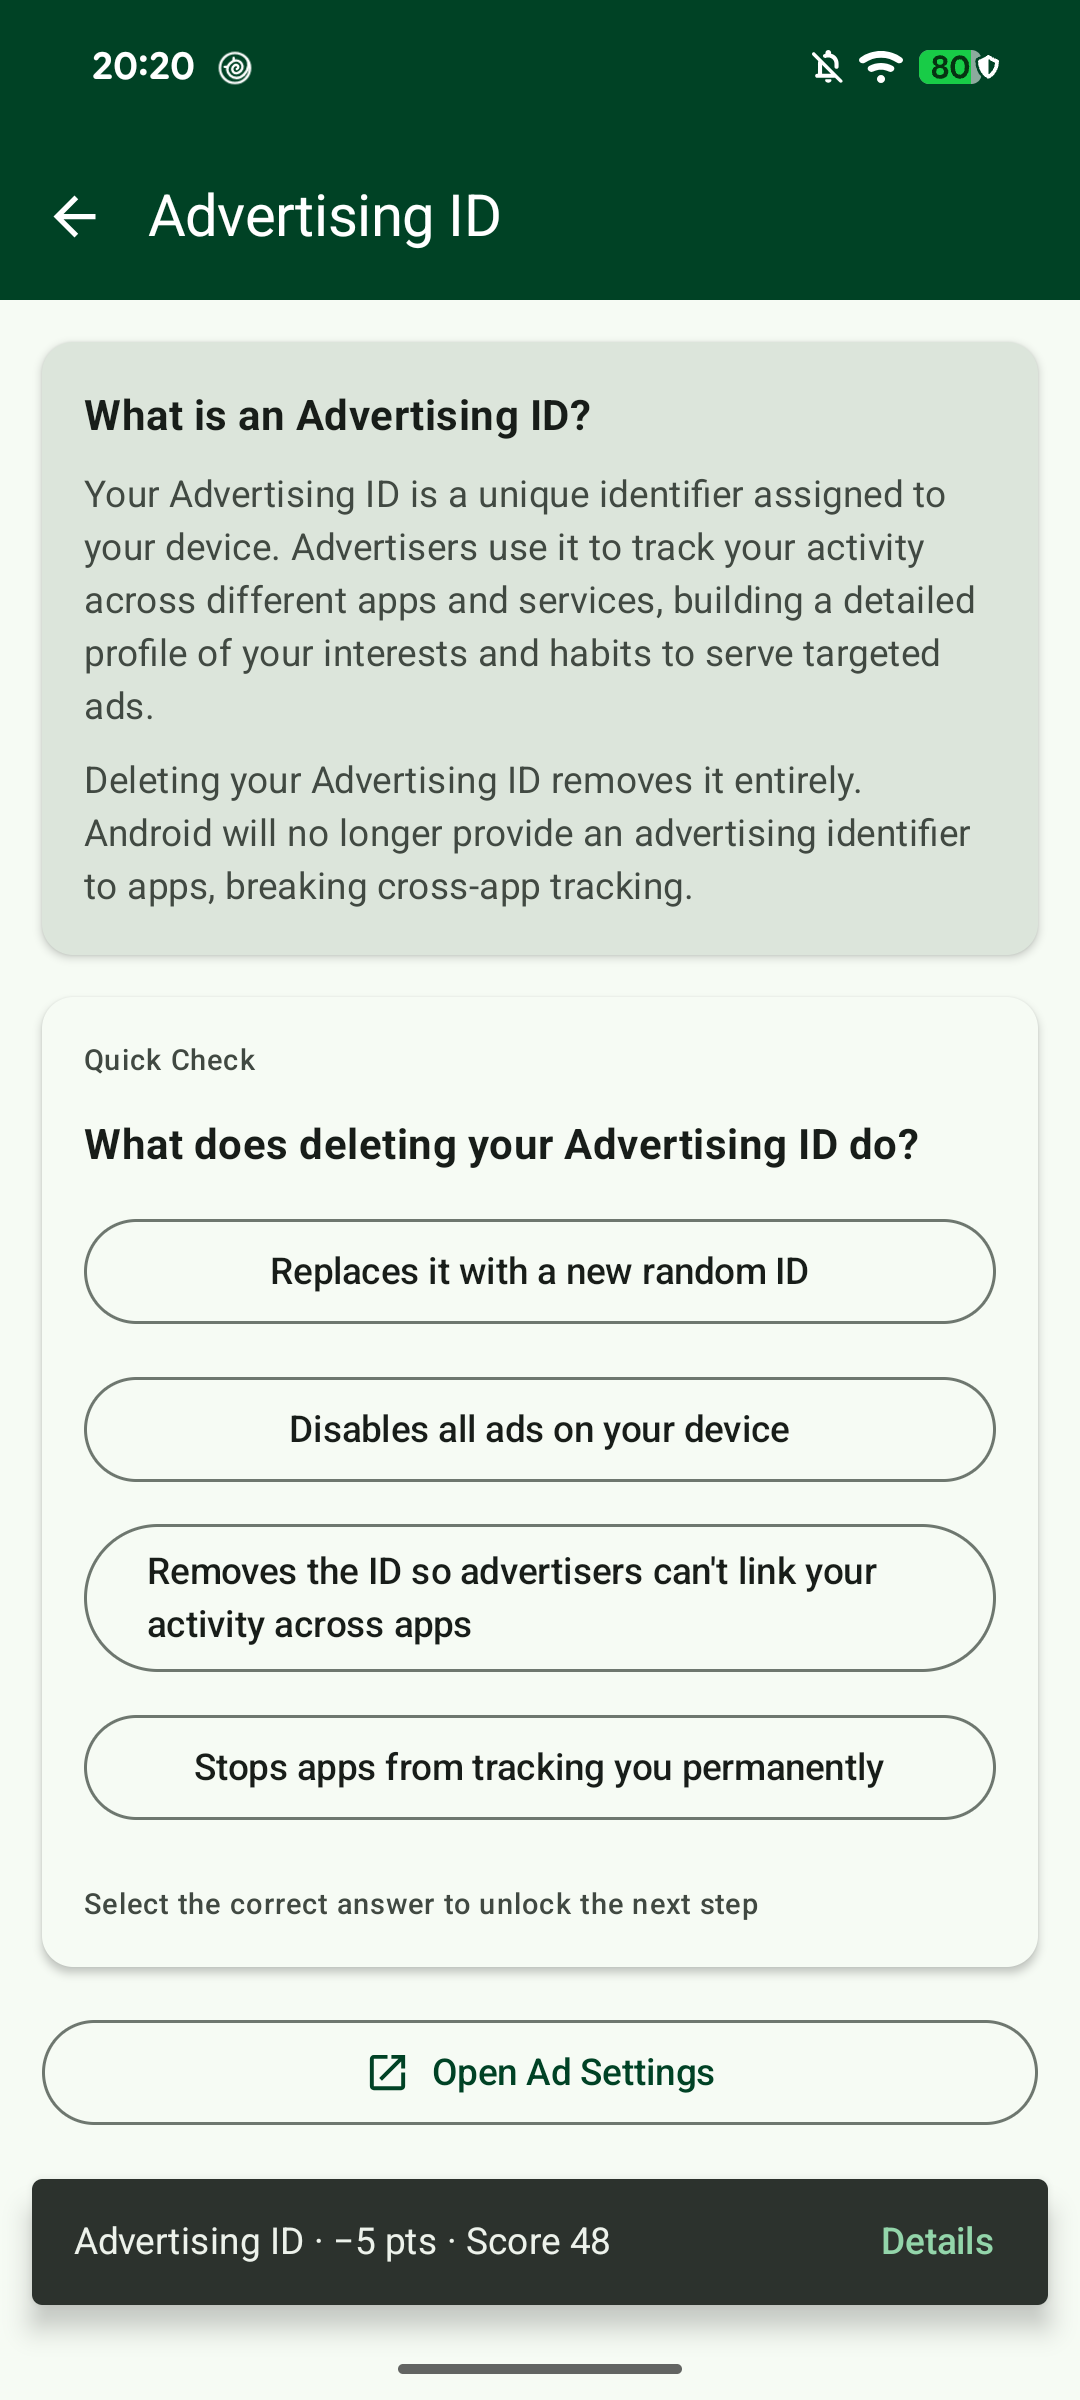 20:20
80
Advertising ID
What is an Advertising ID?
Your Advertising ID is a unique identifier assigned to
your device. Advertisers use it to track your activity
across different apps and services, building a detailed
profile of your interests and habits to serve targeted
ads.
Deleting your Advertising ID removes it entirely.
Android will no longer provide an advertising identifier
to apps, breaking cross-app tracking.
Quick Check
What does deleting your Advertising ID do?
Replaces it with a new random ID
Disables all ads on your device
Removes the ID so advertisers can't link your
activity across apps
Stops apps from tracking you permanently
Select the correct answer to unlock the next step
Open Ad Settings
Advertising ID · −5 pts · Score 48
Details